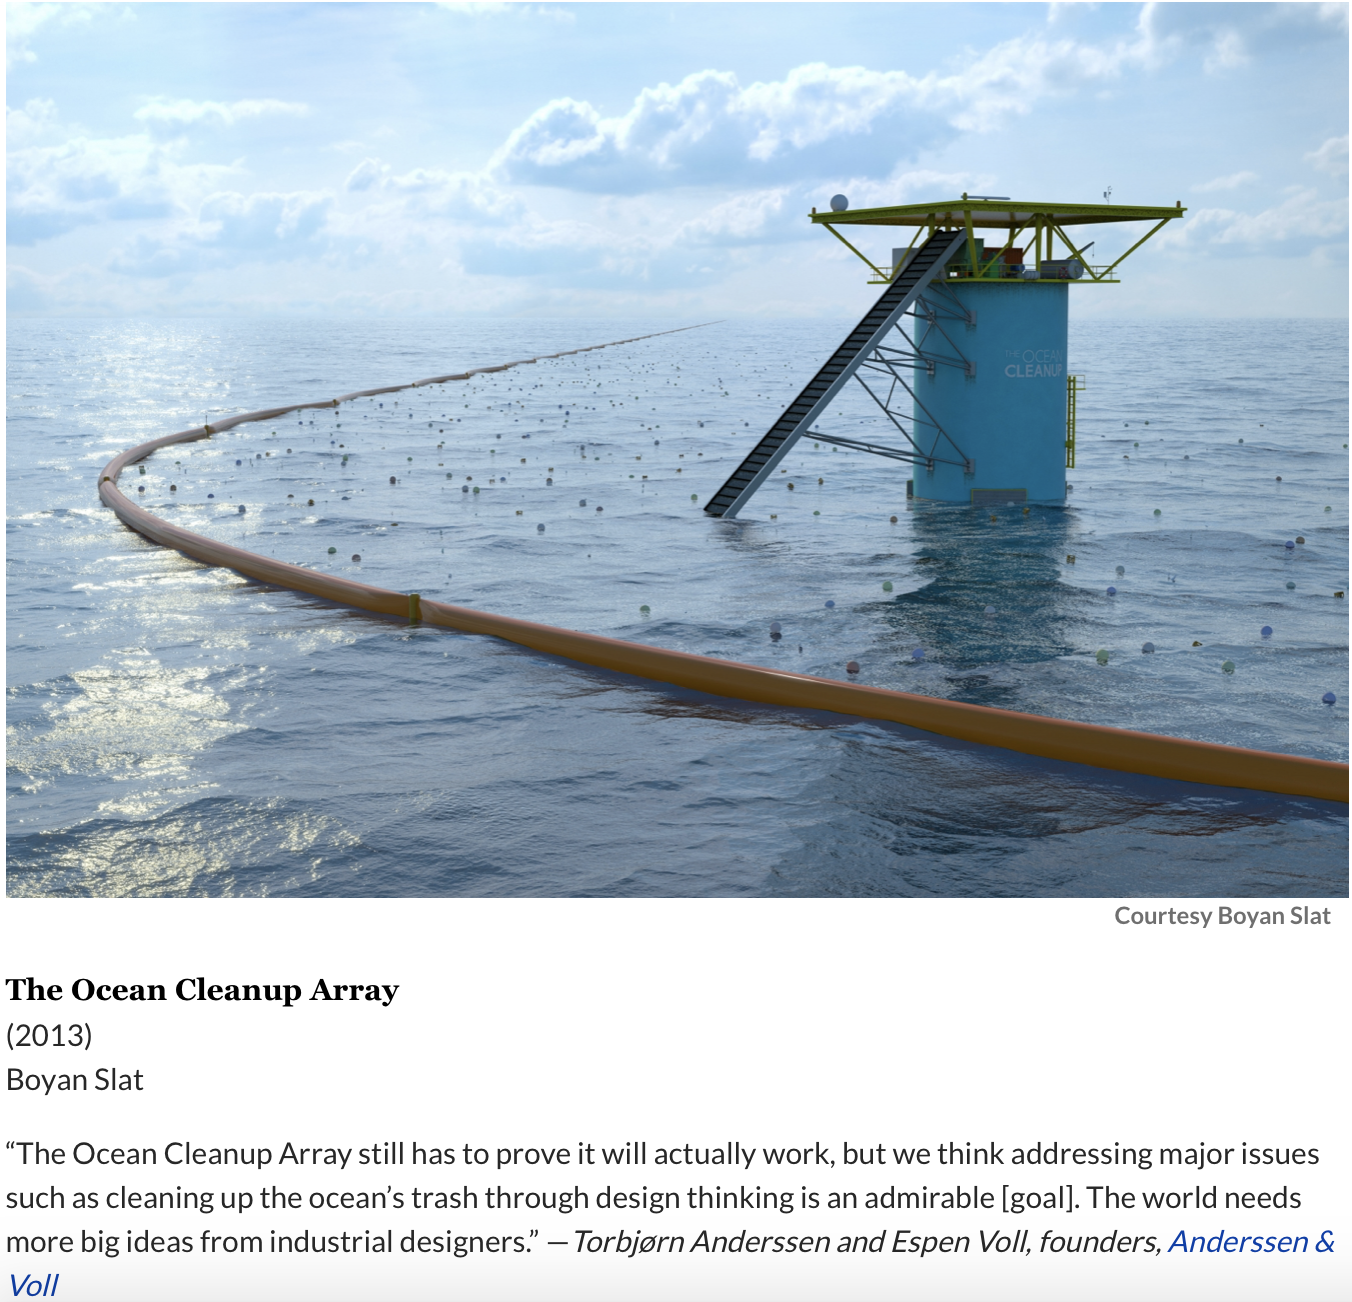 THE OCEAN
CLEANUP
Courtesy Boyan Slat
The Ocean Cleanup Array
(2013)
Boyan Slat
“The Ocean Cleanup Array still has to prove it will actually work, but we think addressing major issues
such as cleaning up the ocean’s trash through design thinking is an admirable [goal]. The world needs
more big ideas from industrial designers.” —Torbjørn Anderssen and Espen Voll, founders, Anderssen &
Voll